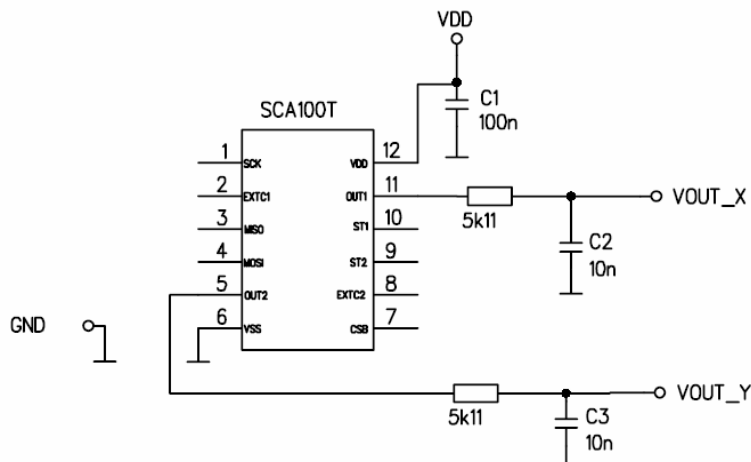 VDD
C1
100n
SCA100T
1 SCK VDD 12
2 EXTC1 OUT1 11
3 MISO ST1 10
4 MOSI ST2 9
5 OUT2 EXTC2 8
6 VSS CSB 7
5k11
VOUT_X
C2
10n
GND
5k11
VOUT_Y
C3
10n